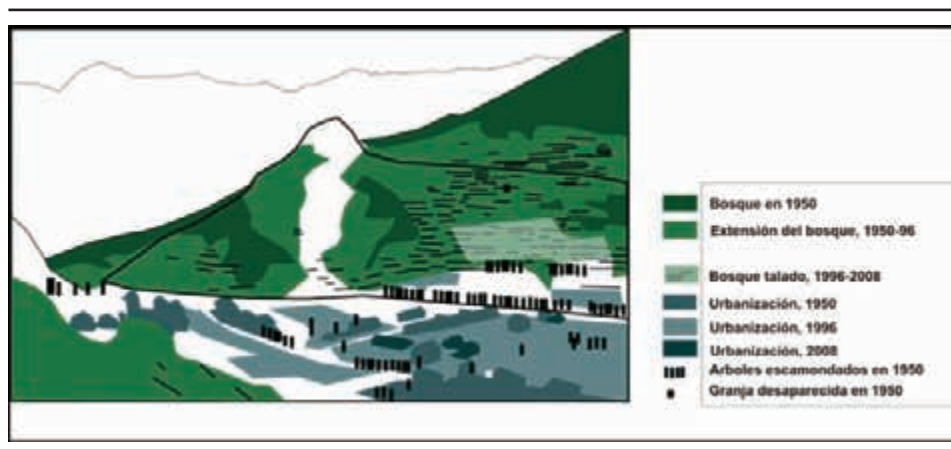 Bosque en 1950
Extensión del bosque, 1950-96
Bosque talado, 1996-2008
Urbanización, 1950
Urbanización, 1996
Urbanización, 2008
Arboles escamondados en 1950
Granja desaparecida en 1950